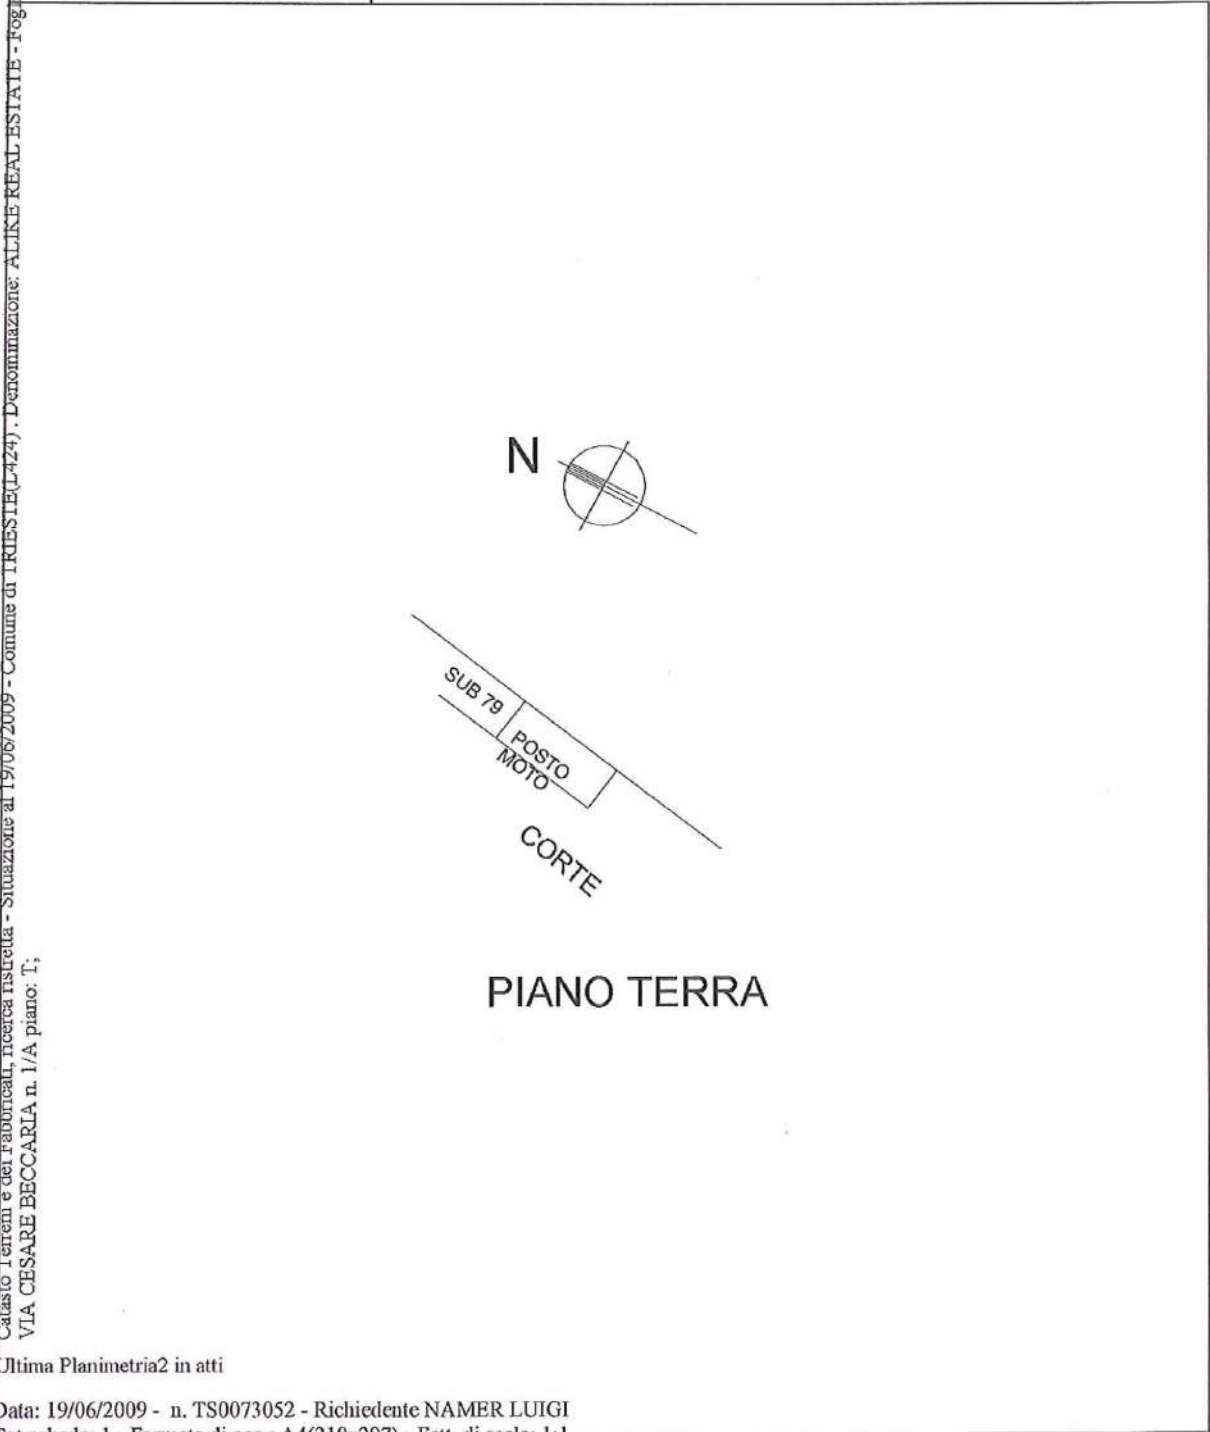 Catasto Terreni e dei Fabbricati, ricerca ristretta - Situazione al 19/06/2009 - Comune di TRIESTE(L424) . Denominazione: ALIKE REAL ESTATE -
VIA CESARE BECCARIA n. 1/A piano: T;
N
SUB 79
POSTO
MOTO
CORTE
PIANO TERRA
Ultima Planimetria2 in atti
Data: 19/06/2009 - n. TS0073052 - Richiedente NAMER LUIGI